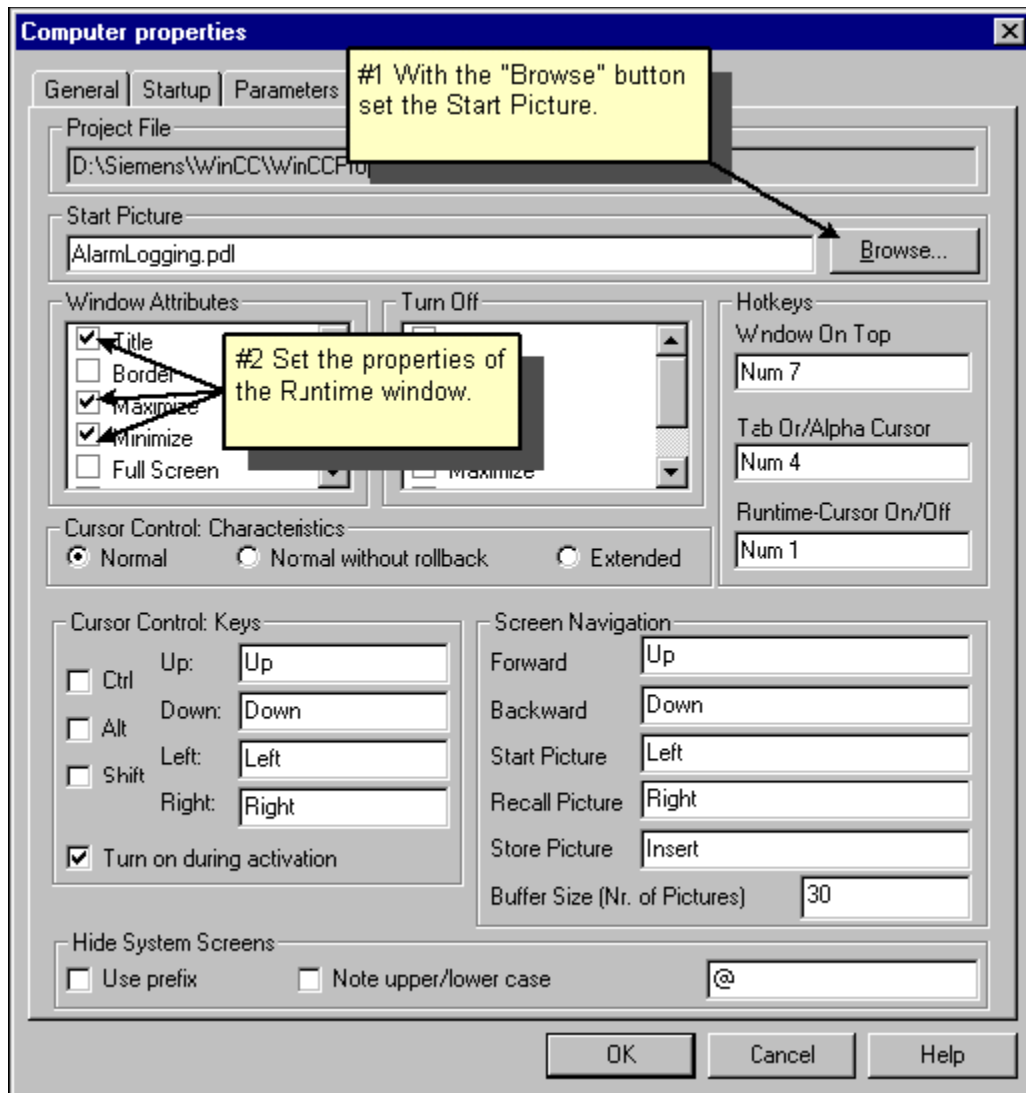 Computer properties
#1 With the "Browse" button
set the Start Picture.
General
Startup
Parameters
Project File
D:\Siemens\WinCC\WinCCPro
Start Picture
AlarmLogging.pdl
Browse...
Window Attributes
Title
Border
Maximize
Minimize
Full Screen
#2 Set the properties of
the Runtime window.
Turn Off
Maximize
Hotkeys
Window On Top
Num 7
Tab Or/Alpha Cursor
Num 4
Runtime-Cursor On/Off
Num 1
Cursor Control: Characteristics
Normal
Normal without rollback
Extended
Cursor Control: Keys
Ctrl
Alt
Shift
Up: Up
Down: Down
Left: Left
Right: Right
Turn on during activation
Screen Navigation
Forward Up
Backward Down
Start Picture Left
Recall Picture Right
Store Picture Insert
Buffer Size (Nr. of Pictures) 30
Hide System Screens
Use prefix
Note upper/lower case
@
OK
Cancel
Help